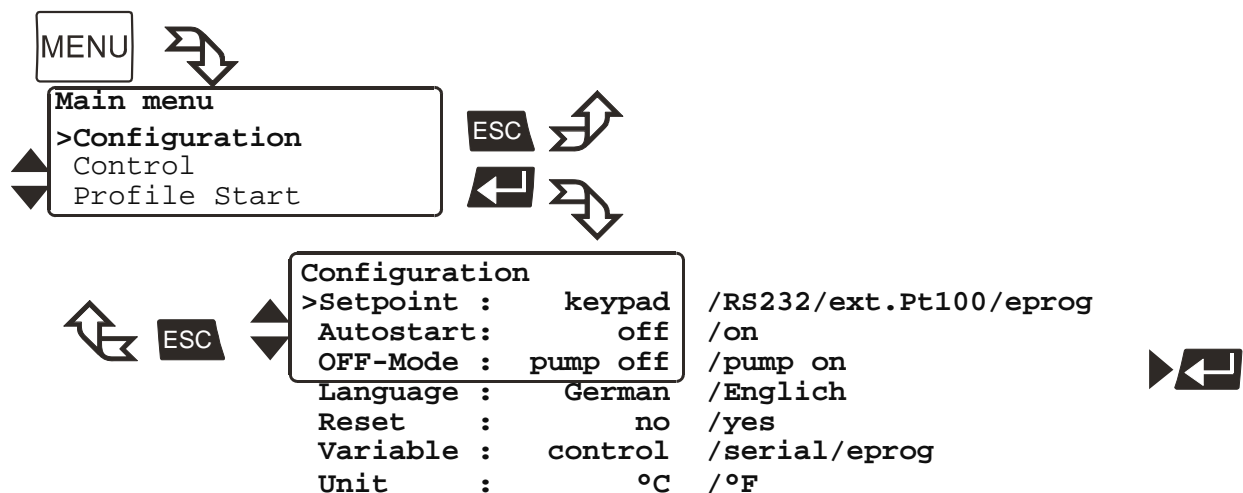 MENU
Main menu
>Configuration
Control
Profile Start
ESC
Configuration
>Setpoint : keypad /RS232/ext.Pt100/eprog
Autostart: off /on
OFF-Mode : pump off /pump on
Language : German /Englich
Reset : no /yes
Variable : control /serial/eprog
Unit : °C /°F
ESC